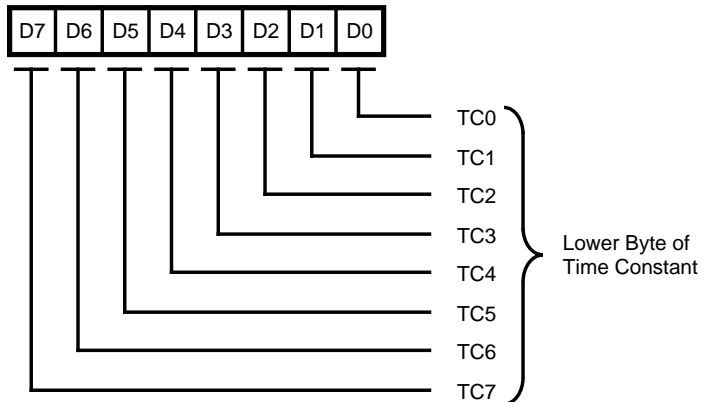 D7 D6 D5 D4 D3 D2 D1 D0
TC0
TC1
TC2
TC3
TC4
TC5
TC6
TC7
Lower Byte of
Time Constant